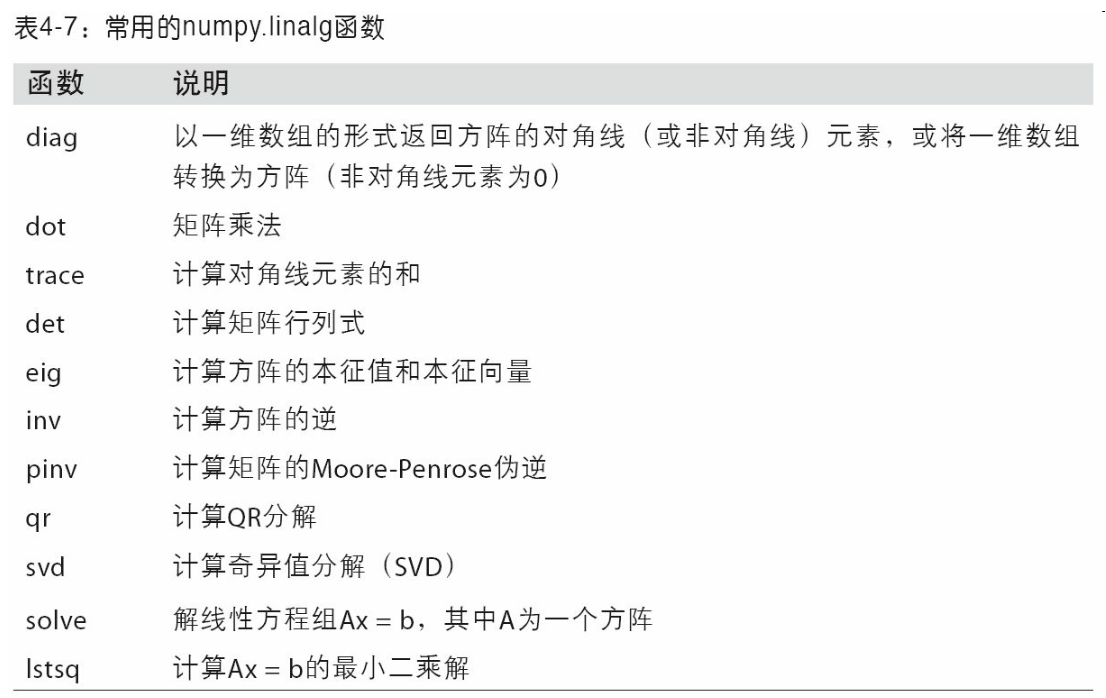 表4-7：常用的numpy.linalg函数
函数 说明
diag 以一维数组的形式返回方阵的对角线（或非对角线）元素，或将一维数组
转换为方阵（非对角线元素为0）
dot 矩阵乘法
trace 计算对角线元素的和
det 计算矩阵行列式
eig 计算方阵的本征值和本征向量
inv 计算方阵的逆
pinv 计算矩阵的Moore-Penrose伪逆
qr 计算QR分解
svd 计算奇异值分解（SVD）
solve 解线性方程组Ax = b，其中A为一个方阵
lstsq 计算Ax = b的最小二乘解